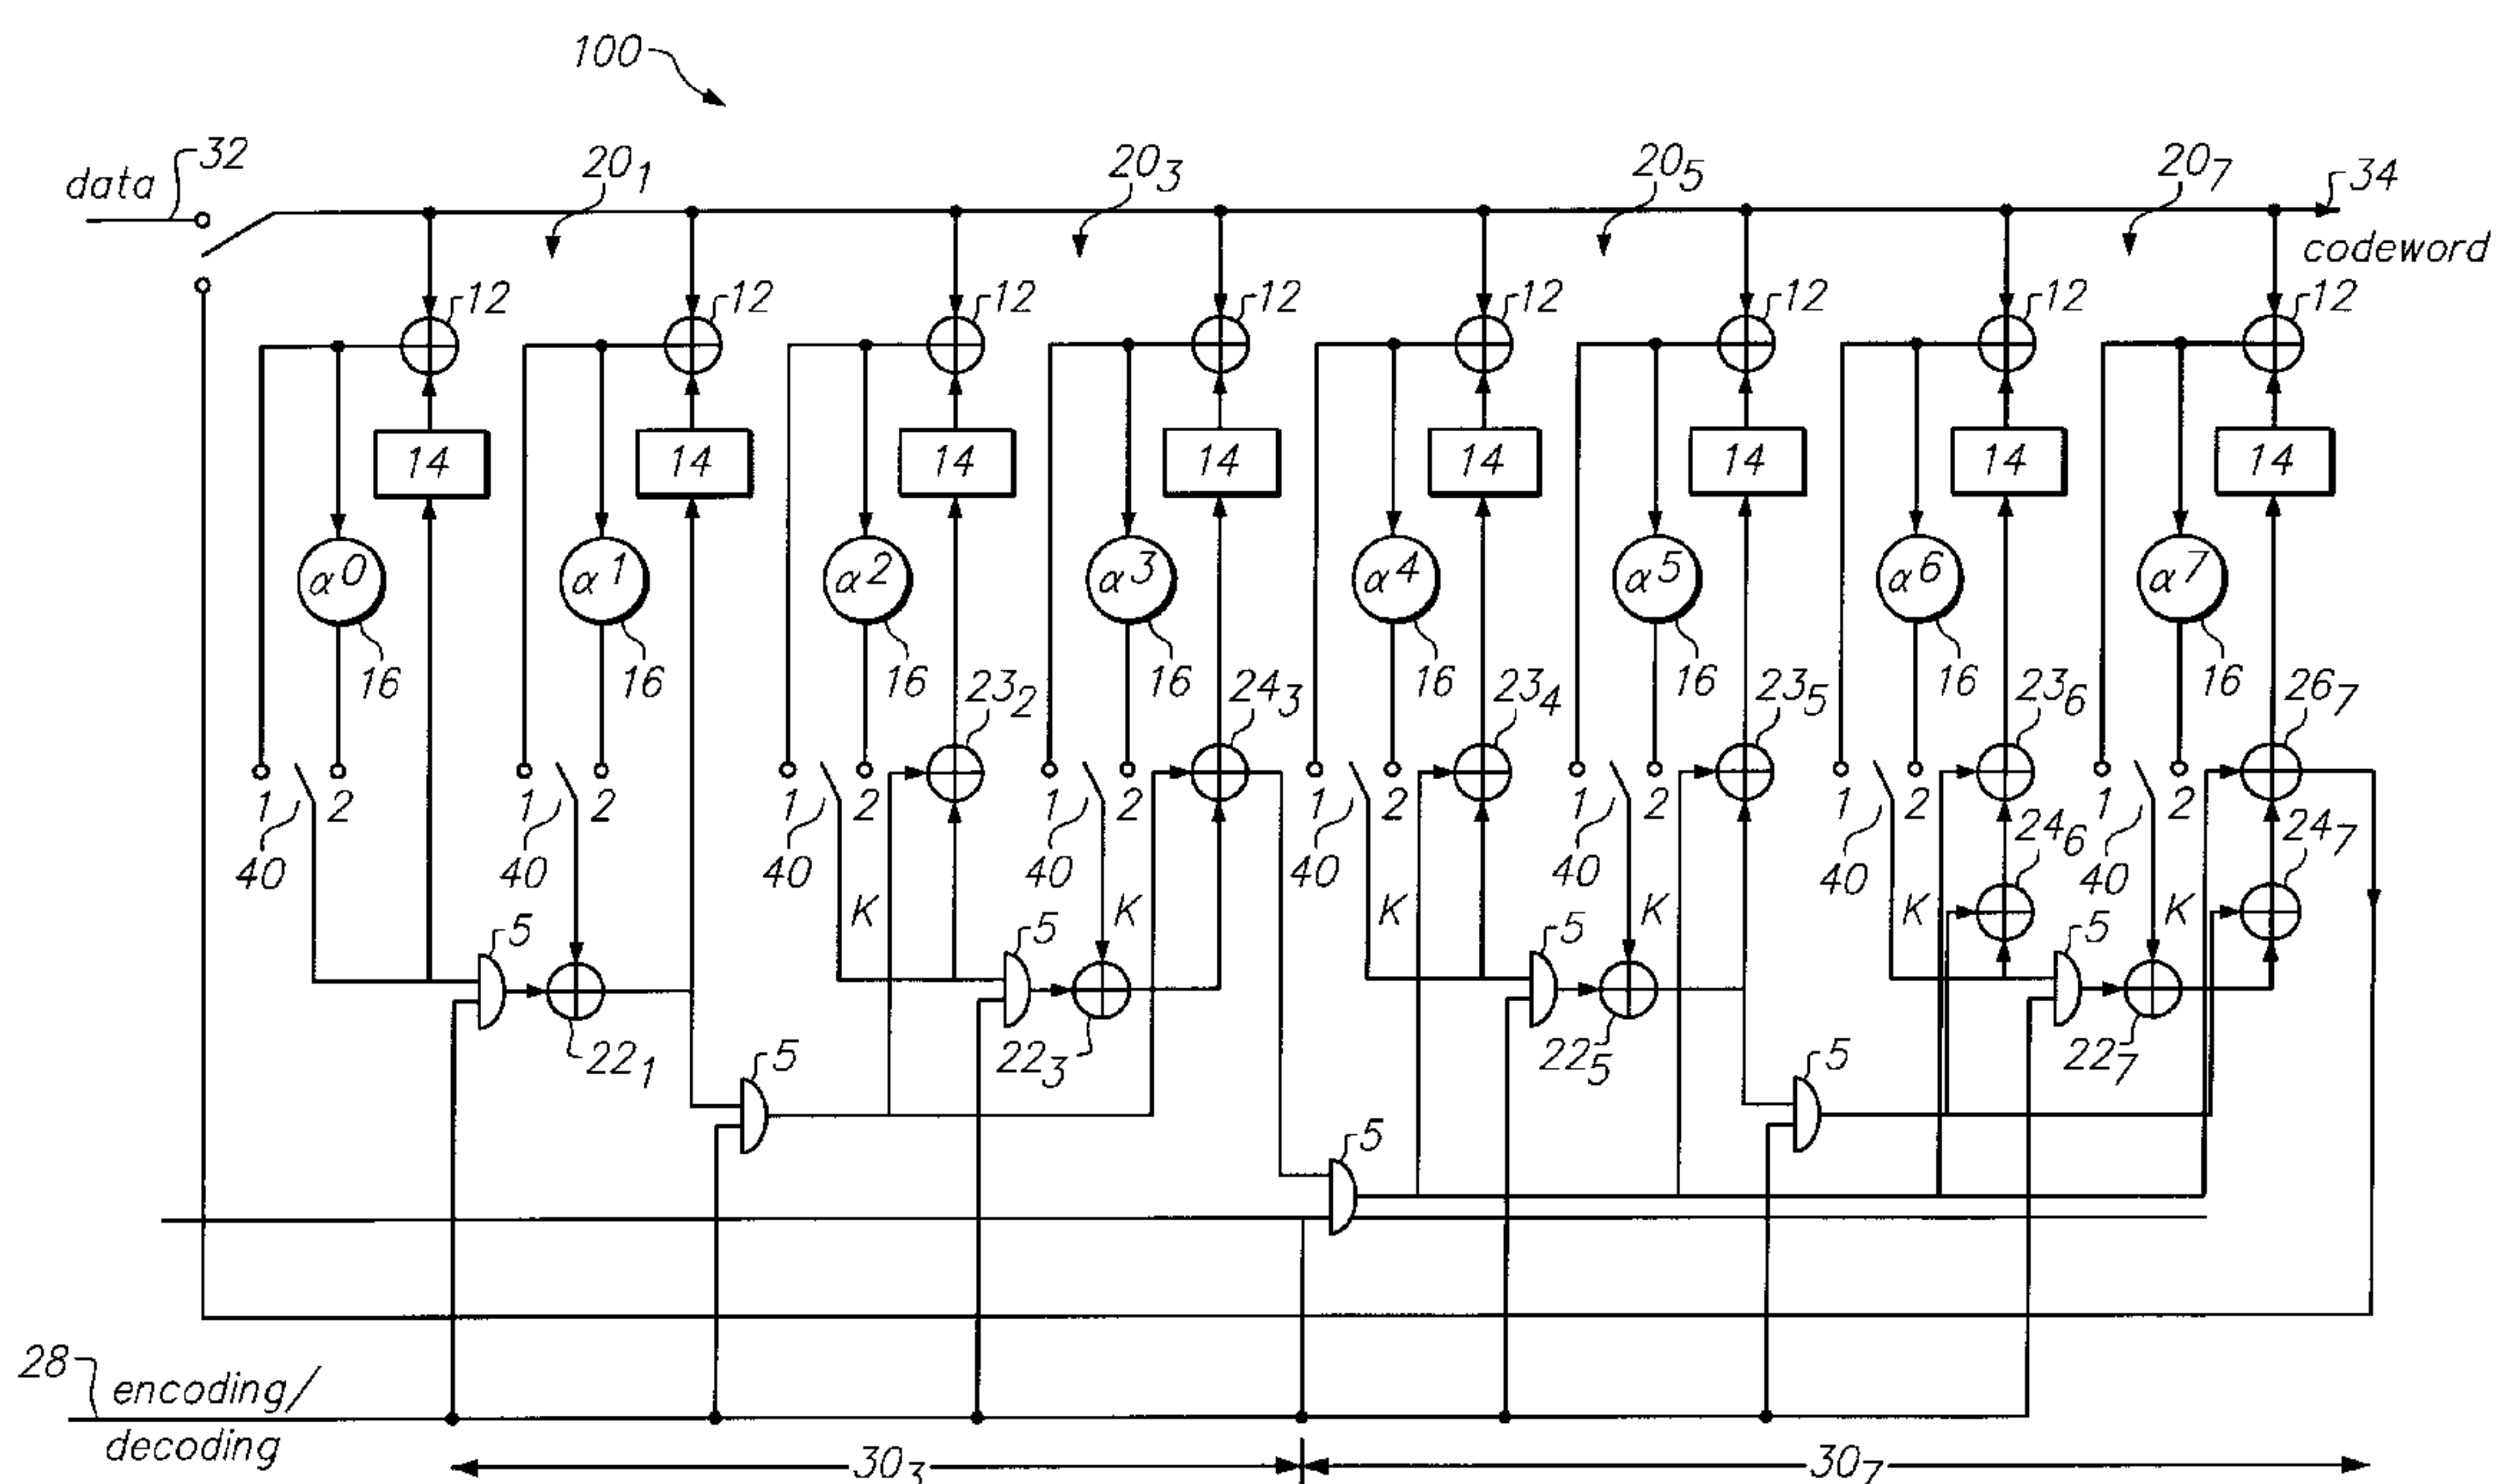 100
data 32 20₁ 20₃ 20₅ 20₇ 34
codeword
12 12 12 12 12 12 12 12
14 14 14 14 14 14 14 14
α⁰ α¹ α² α³ α⁴ α⁵ α⁶ α⁷
16 16 16 16 16 16 16 16
23₂ 24₃ 23₄ 23₅ 23₆ 26₇
1 2 1 2 1 2 1 2 1 2 1 2 1 2 1 2
24₆ 24₇
40 40 40 40 40 40 40 40
K K K K K K
5 5 5 5
22₁ 22₃ 22₅ 22₇
5 5
5
28 encoding/
decoding
30₃ 30₇